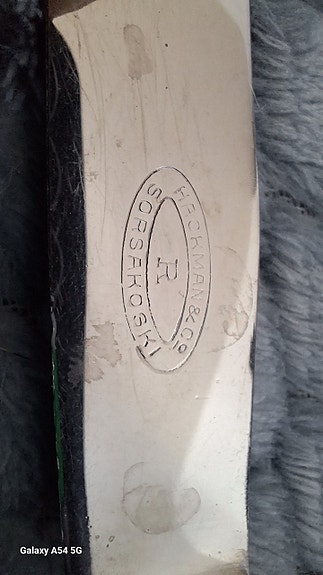 HACKMAN & Co
R
SORSAKOSKI
Galaxy A54 5G